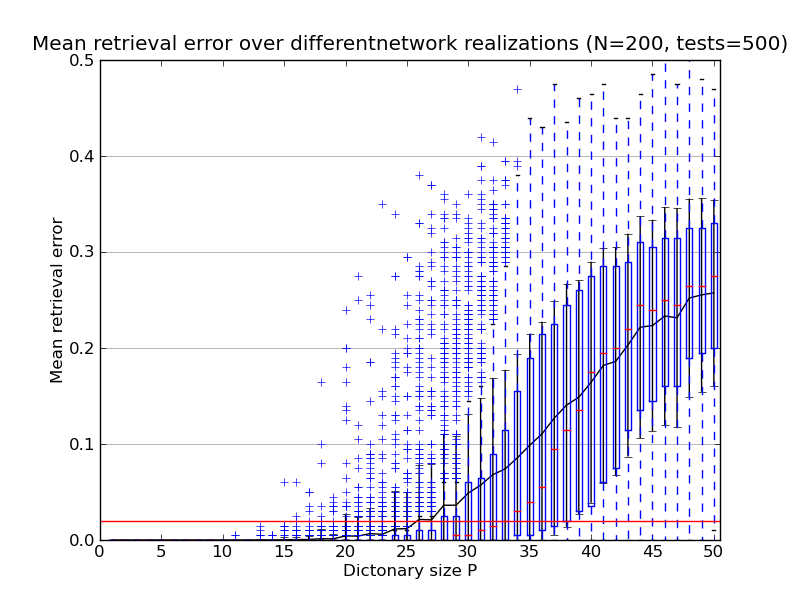 Mean retrieval error over differentnetwork realizations (N=200, tests=500)
0.5
0.4
0.3
0.2
0.1
0.0
Mean retrieval error
0 5 10 15 20 25 30 35 40 45 50
Dictonary size P